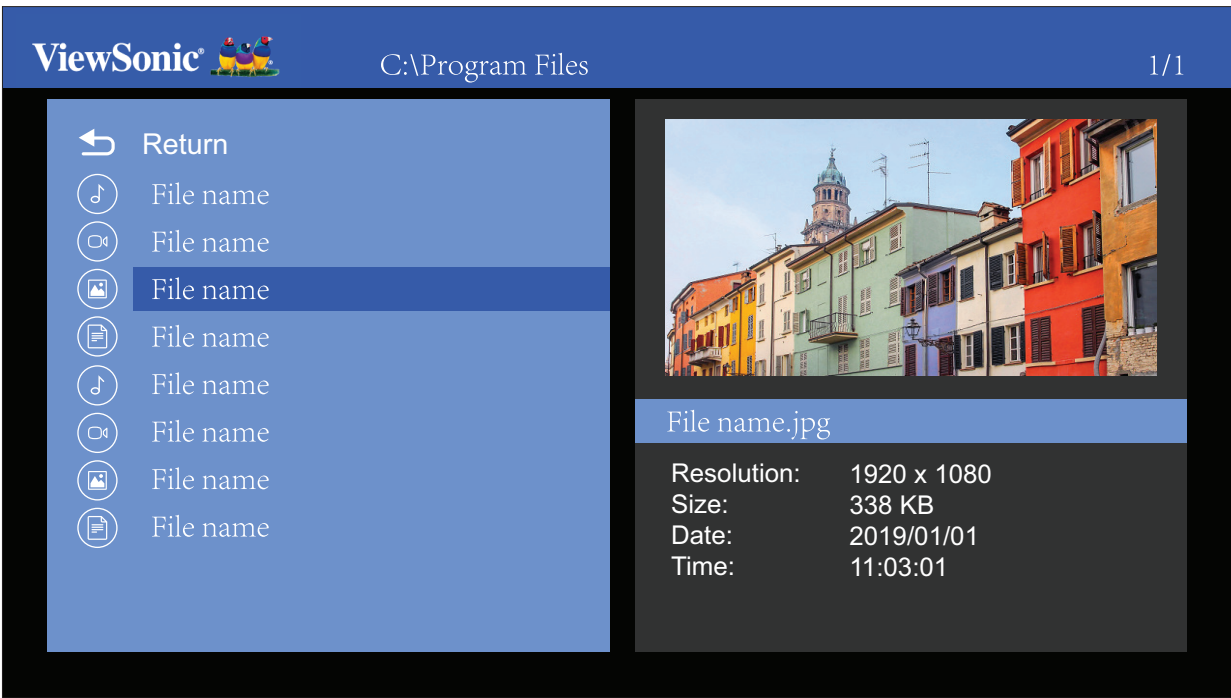 ViewSonic®
C:\Program Files
1/1
Return
File name
File name
File name
File name
File name
File name
File name
File name
File name.jpg
Resolution: 1920 x 1080
Size: 338 KB
Date: 2019/01/01
Time: 11:03:01